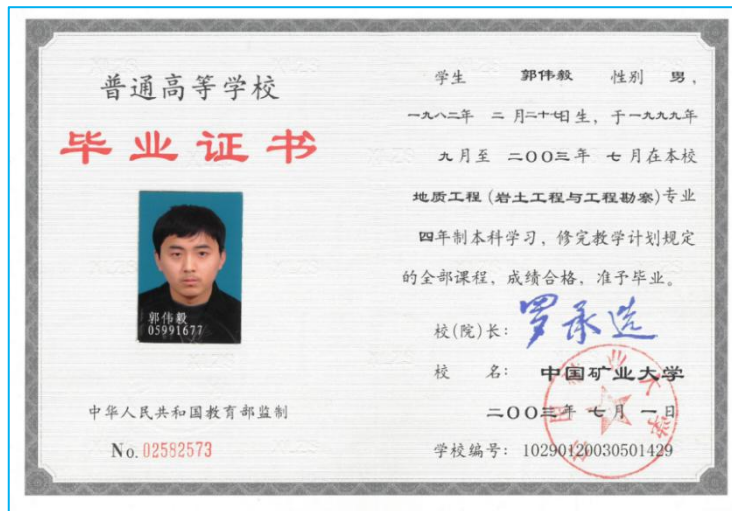 普通高等学校
毕业证书
郭伟毅
05991677
中华人民共和国教育部监制
No. 02582573
学生 郭伟毅 性别 男,
一九八二年 二月二十七日生, 于一九九九年
九月至 二〇〇三年 七月在本校
地质工程(岩土工程与工程勘察)专业
四年制本科学习, 修完教学计划规定
的全部课程, 成绩合格, 准予毕业。
校(院)长: 罗承选
校 名: 中国矿业大学
二〇〇三年 七月 一日
学校编号: 10290120030501429